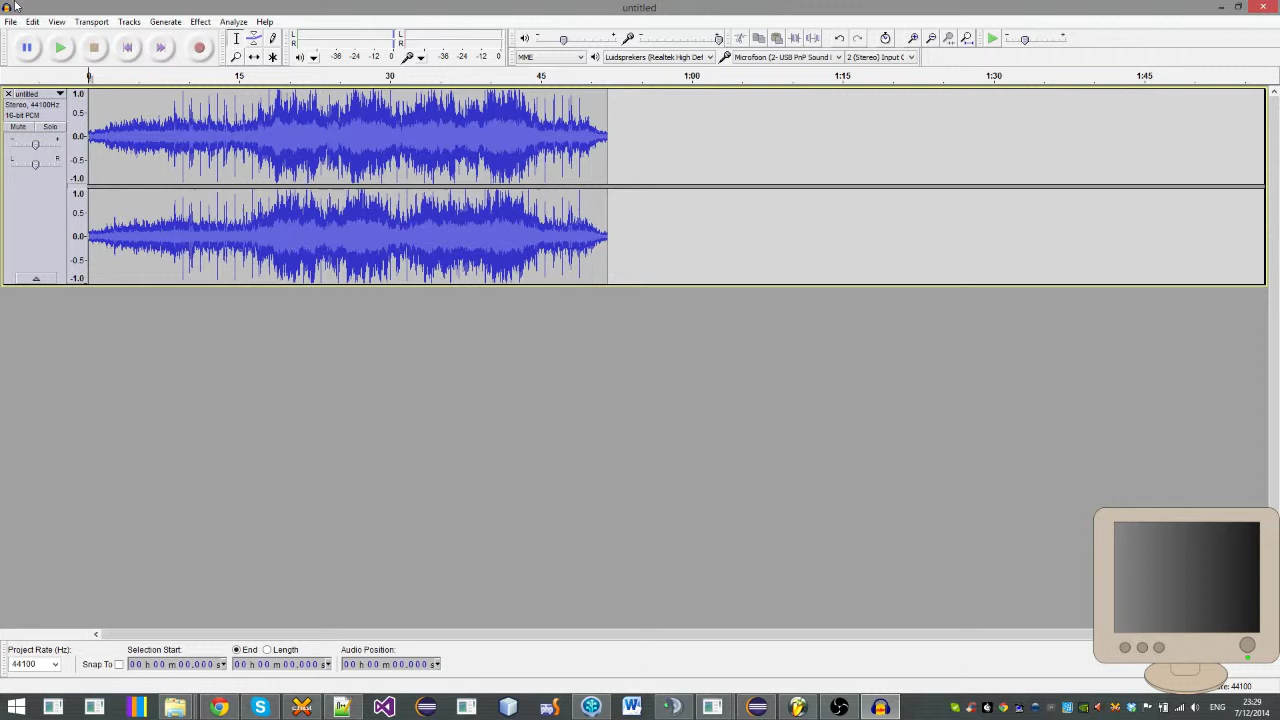 untitled
File Edit View Transport Tracks Generate Effect Analyze Help
L R L R
-36 -24 -12 0 -36 -24 -12 0
MME Luidsprekers (Realtek High Def Microfoon (2- USB PnP Sound 2 (Stereo) Input C
0 15 30 45 1:00 1:15 1:30 1:45
untitled
Stereo, 44100Hz
16-bit PCM
Mute Solo
- +
L R
1.0
0.5
0.0
-0.5
-1.0
1.0
0.5
0.0
-0.5
-1.0
Project Rate (Hz): Selection Start: End Length Audio Position:
44100 Snap To 00 h 00 m 00.000 s 00 h 00 m 00.000 s 00 h 00 m 00.000 s
44100
ENG
23:29
7/12/2014